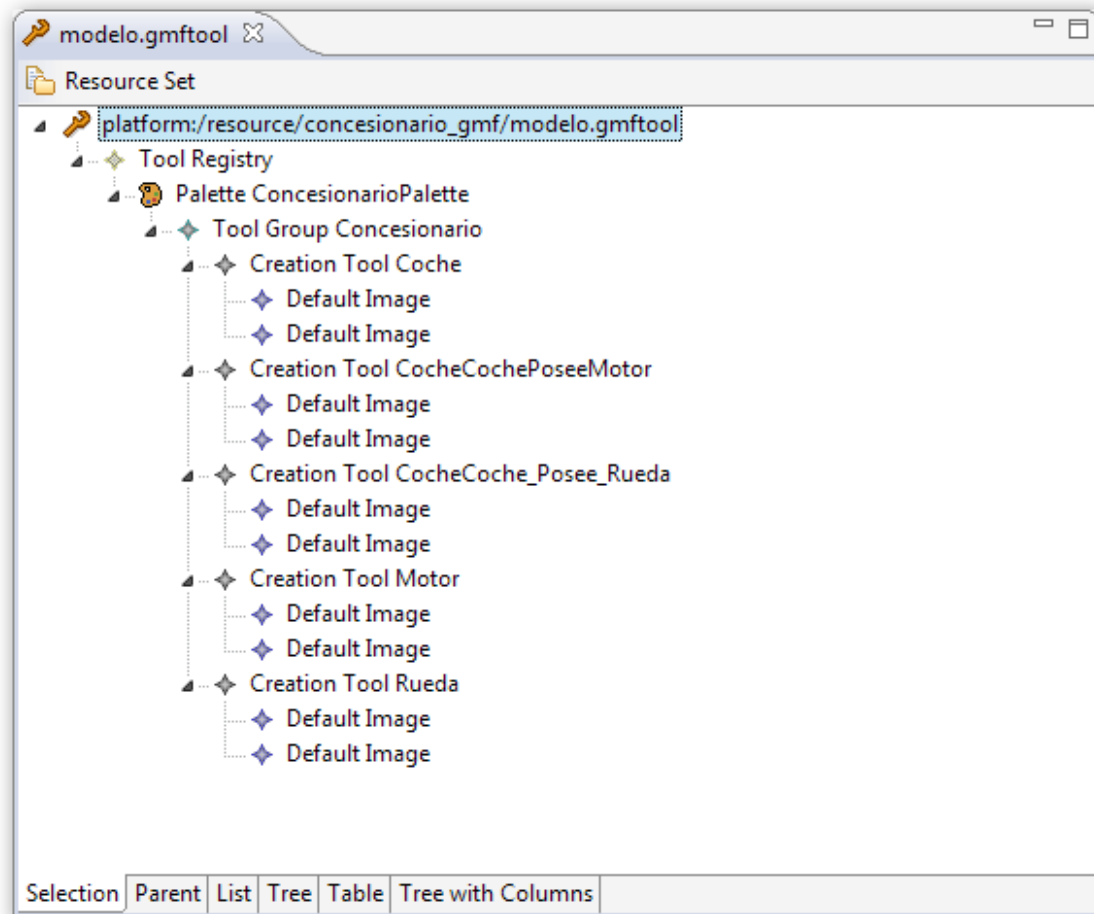 modelo.gmftool
Resource Set
platform:/resource/concesionario_gmf/modelo.gmftool
Tool Registry
Palette ConcesionarioPalette
Tool Group Concesionario
Creation Tool Coche
Default Image
Default Image
Creation Tool CocheCochePoseeMotor
Default Image
Default Image
Creation Tool CocheCoche_Posee_Rueda
Default Image
Default Image
Creation Tool Motor
Default Image
Default Image
Creation Tool Rueda
Default Image
Default Image
Selection Parent List Tree Table Tree with Columns